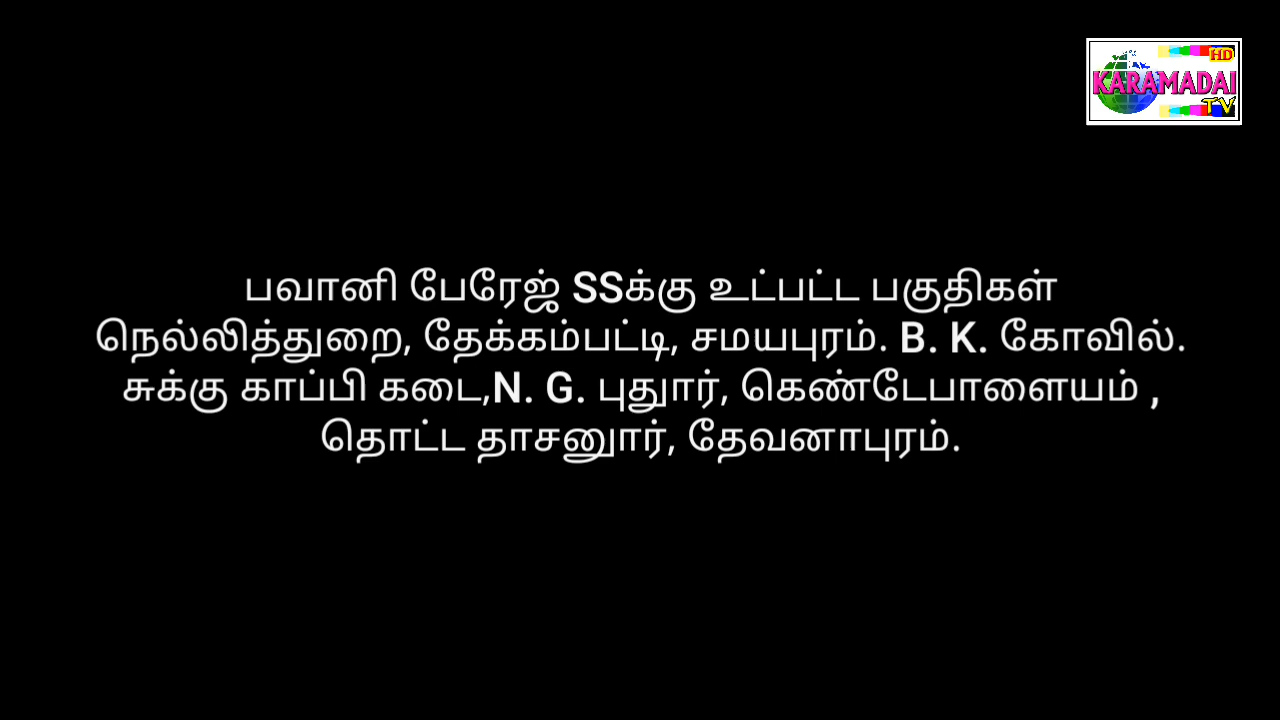 HD
KARAMADAI
TV
பவானி பேரேஜ் SSக்கு உட்பட்ட பகுதிகள்
நெல்லித்துறை, தேக்கம்பட்டி, சமயபுரம். B. K. கோவில்.
சுக்கு காப்பி கடை,N. G. புதுார், கெண்டேபாளையம் ,
தொட்ட தாசனுார், தேவனாபுரம்.